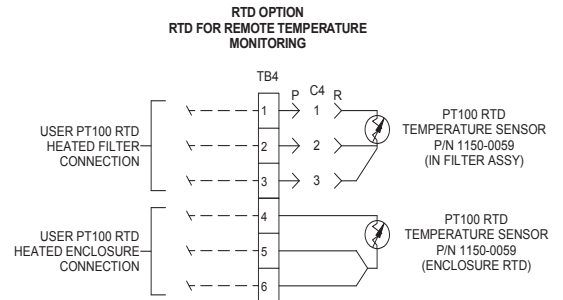 RTD OPTION
RTD FOR REMOTE TEMPERATURE
MONITORING
TB4
P C4 R
1 1
2 2
3 3
4
5
6
USER PT100 RTD
HEATED FILTER
CONNECTION
PT100 RTD
TEMPERATURE SENSOR
P/N 1150-0059
(IN FILTER ASSY)
USER PT100 RTD
HEATED ENCLOSURE
CONNECTION
PT100 RTD
TEMPERATURE SENSOR
P/N 1150-0059
(ENCLOSURE RTD)